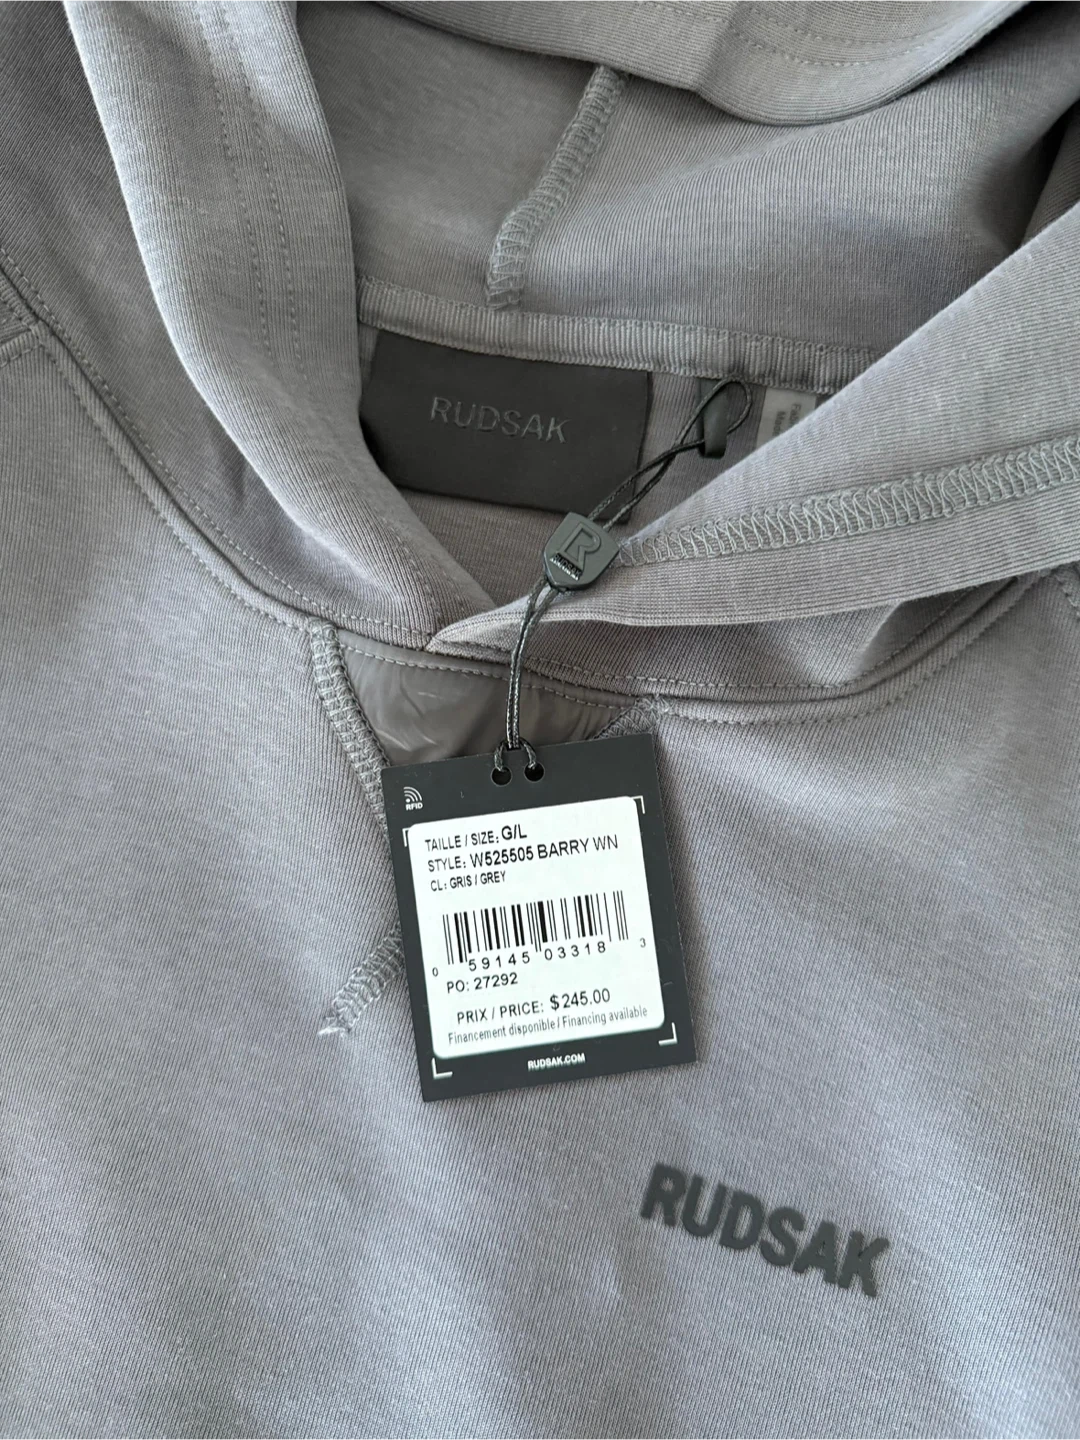 RUDSAK
R
RFID
TAILLE / SIZE: G/L
STYLE: W525505 BARRY WN
CL: GRIS / GREY
0 59145 03318 3
PO: 27292
PRIX / PRICE: $245.00
Financement disponible / Financing available
RUDSAK.COM
RUDSAK